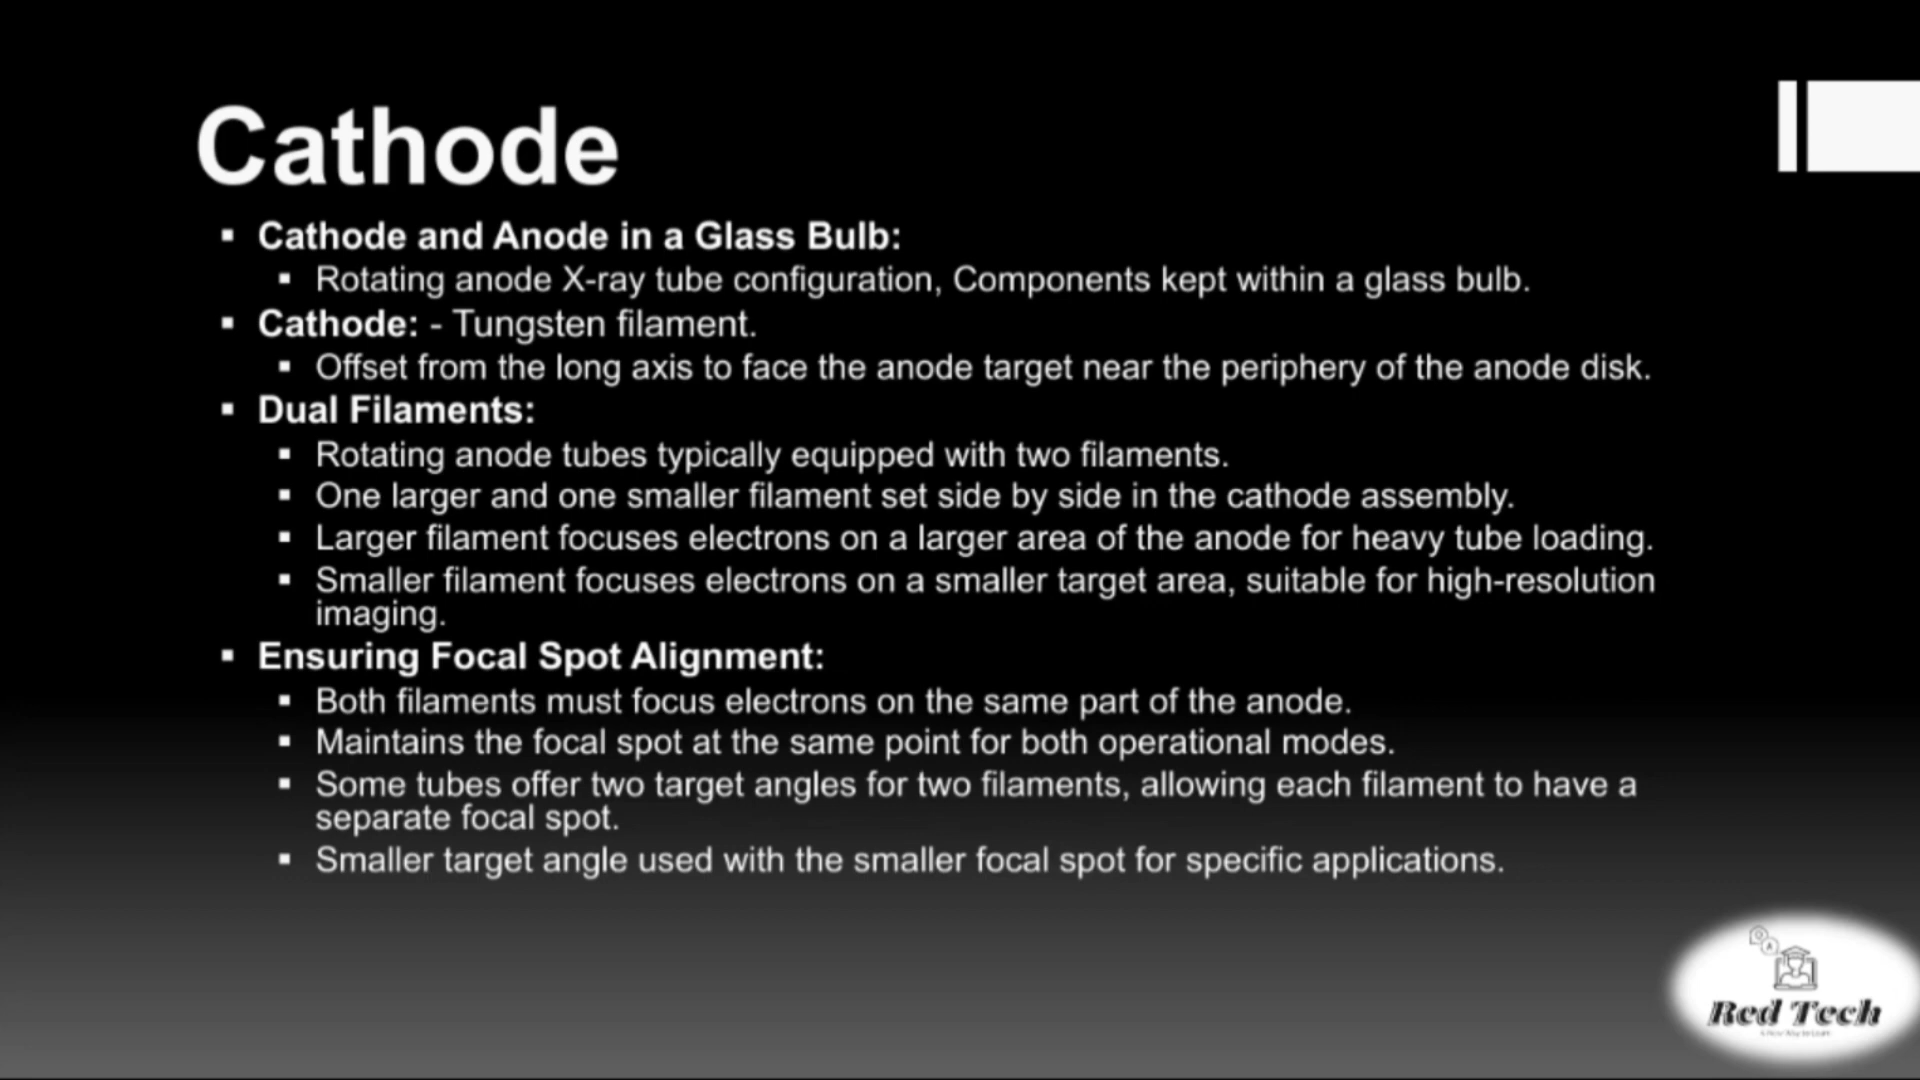 Cathode
▪ Cathode and Anode in a Glass Bulb:
▪ Rotating anode X-ray tube configuration, Components kept within a glass bulb.
▪ Cathode: - Tungsten filament.
▪ Offset from the long axis to face the anode target near the periphery of the anode disk.
▪ Dual Filaments:
▪ Rotating anode tubes typically equipped with two filaments.
▪ One larger and one smaller filament set side by side in the cathode assembly.
▪ Larger filament focuses electrons on a larger area of the anode for heavy tube loading.
▪ Smaller filament focuses electrons on a smaller target area, suitable for high-resolution
imaging.
▪ Ensuring Focal Spot Alignment:
▪ Both filaments must focus electrons on the same part of the anode.
▪ Maintains the focal spot at the same point for both operational modes.
▪ Some tubes offer two target angles for two filaments, allowing each filament to have a
separate focal spot.
▪ Smaller target angle used with the smaller focal spot for specific applications.
Q
A
Red Tech